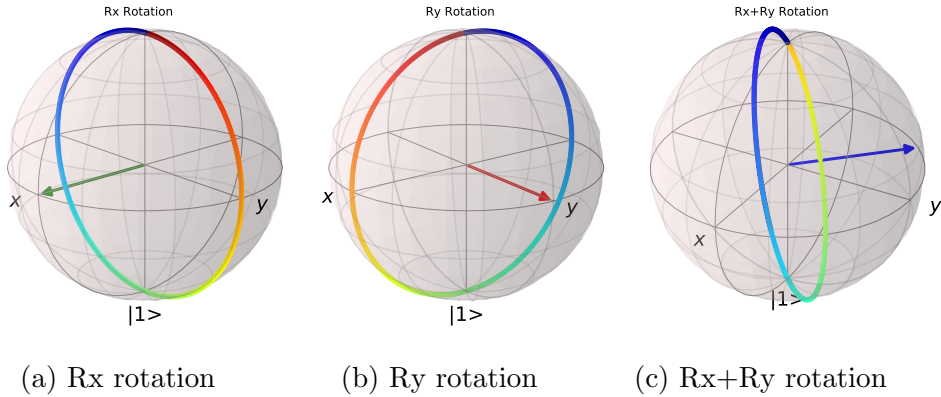 Rx Rotation
Ry Rotation
Rx+Ry Rotation
x
y
|1>
x
y
|1>
x
y
|1>
(a) Rx rotation
(b) Ry rotation
(c) Rx+Ry rotation